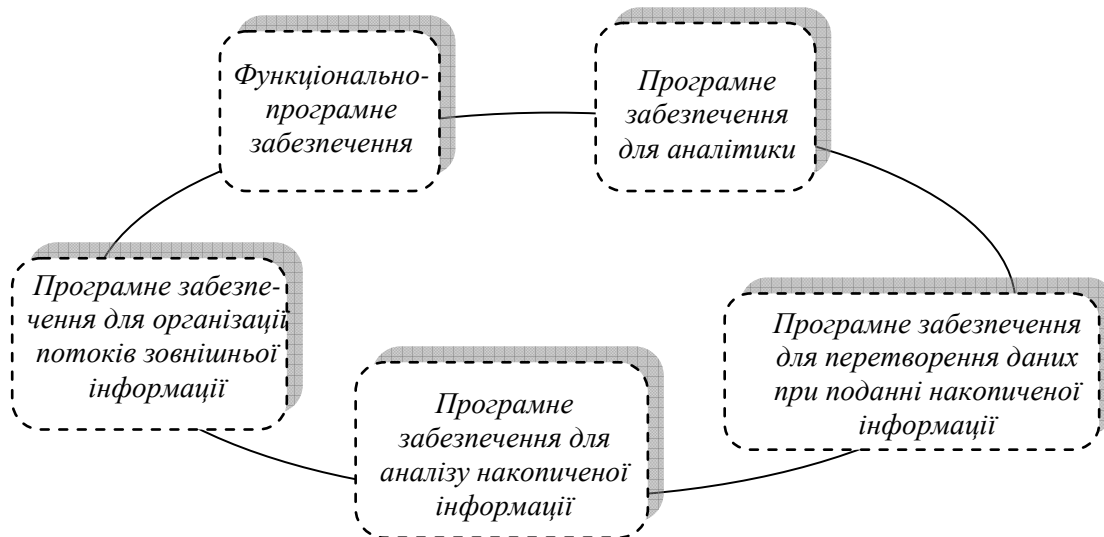 Функціонально-
програмне
забезпечення
Програмне
забезпечення
для аналітики
Програмне забезпе-
чення для організації
потоків зовнішньої
інформації
Програмне забезпечення
для перетворення даних
при поданні накопиченої
інформації
Програмне
забезпечення для
аналізу накопиченої
інформації